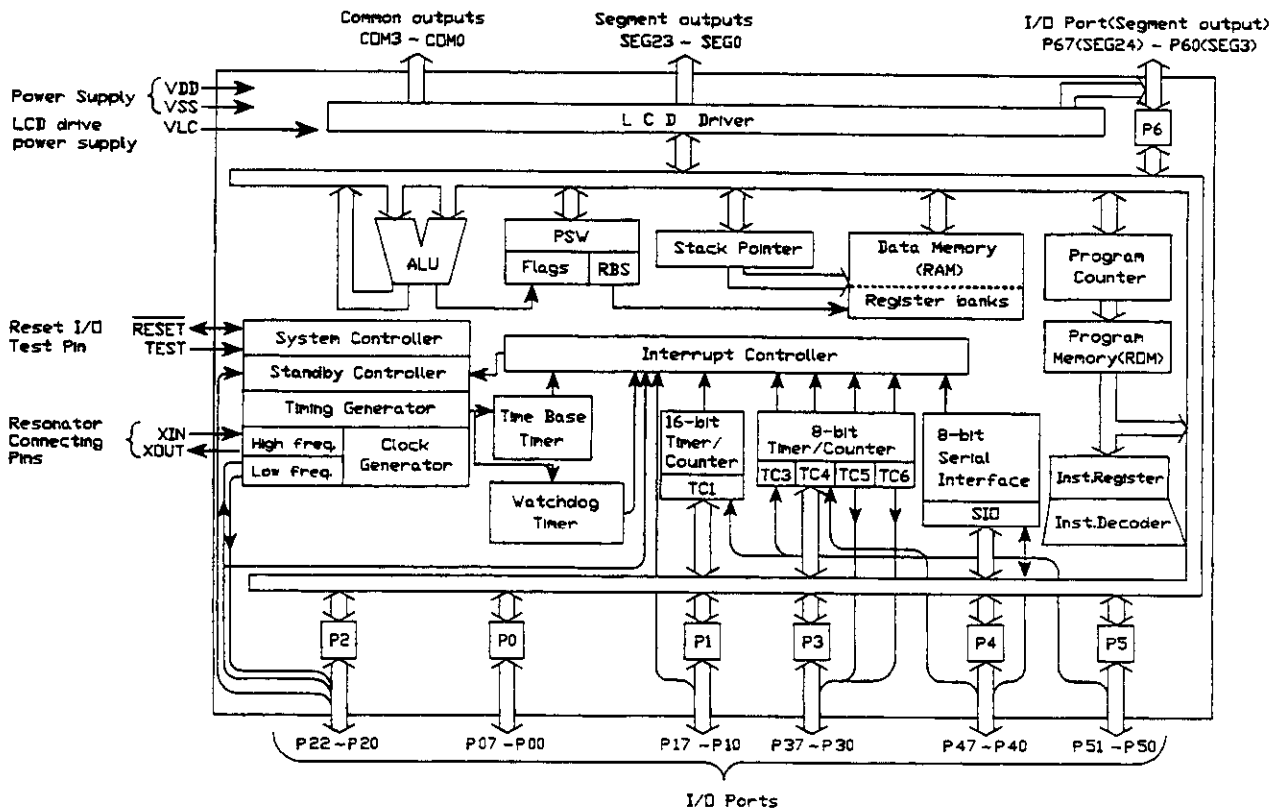 Common outputs
COM3 ~ COM0
Segment outputs
SEG23 ~ SEG0
I/O Port(Segment output)
P67(SEG24) - P60(SEG3)
Power Supply
VDD
VSS
LCD drive
power supply
VLC
LCD Driver
P6
ALU
PSW
Flags
RBS
Stack Pointer
Data Memory
(RAM)
Register banks
Program
Counter
Reset I/O
Test Pin
RESET
TEST
System Controller
Standby Controller
Timing Generator
High freq.
Low freq.
Clock
Generator
Interrupt Controller
Program
Memory(ROM)
Resonator
Connecting
Pins
XIN
XOUT
Time Base
Timer
Watchdog
Timer
16-bit
Timer/
Counter
TC1
8-bit
Timer/Counter
TC3
TC4
TC5
TC6
8-bit
Serial
Interface
SIO
Inst.Register
Inst.Decoder
P2
P0
P1
P3
P4
P5
P22 ~P20
P07 ~P00
P17~P10
P37~P30
P47~P40
P51~P50
I/O Ports